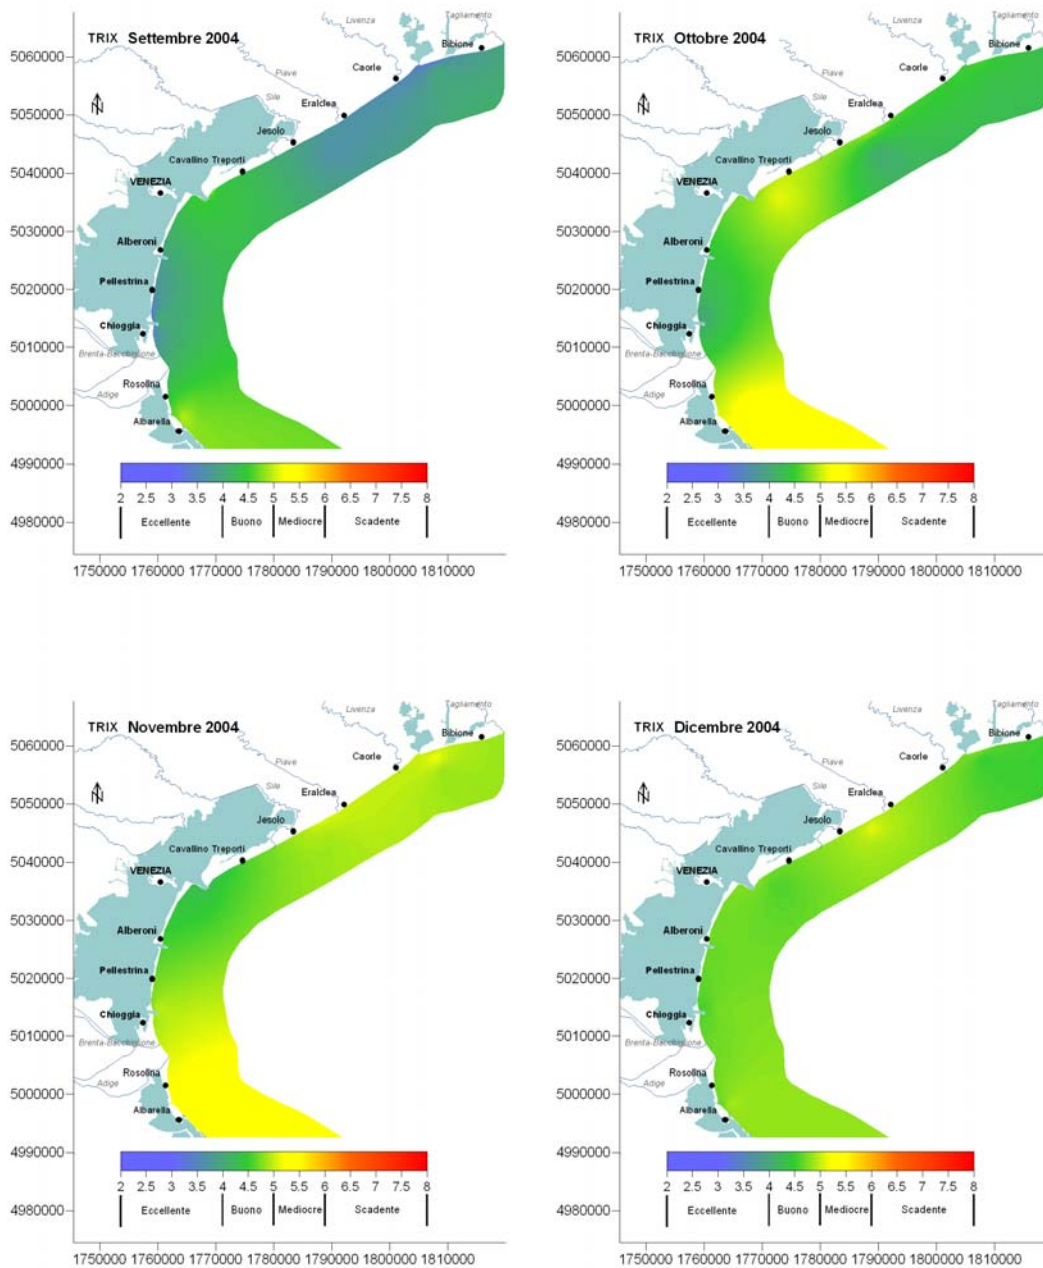 TRIX Settembre 2004
Livenza
Tagliamento
Bibione
Caorle
Piave
Sile
Eraldea
Jesolo
Cavallino Treporti
VENEZIA
Alberoni
Pellestrina
Chioggia
Brenta-Bacchiglione
Rosolina
Adige
Albarella
N
5060000
5050000
5040000
5030000
5020000
5010000
5000000
4990000
4980000
2 2.5 3 3.5 4 4.5 5 5.5 6 6.5 7 7.5 8
Eccellente Buono Mediocre Scadente
1750000 1760000 1770000 1780000 1790000 1800000 1810000
TRIX Ottobre 2004
Livenza
Tagliamento
Bibione
Caorle
Piave
Sile
Eraclea
Jesolo
Cavallino Treporti
VENEZIA
Alberoni
Pellestrina
Chioggia
Brenta-Bacchiglione
Rosolina
Adige
Albarella
N
5060000
5050000
5040000
5030000
5020000
5010000
5000000
4990000
4980000
2 2.5 3 3.5 4 4.5 5 5.5 6 6.5 7 7.5 8
Eccellente Buono Mediocre Scadente
1750000 1760000 1770000 1780000 1790000 1800000 1810000
TRIX Novembre 2004
Livenza
Tagliamento
Bibione
Caorle
Piave
Sile
Eraclea
Jesolo
Cavallino Treporti
VENEZIA
Alberoni
Pellestrina
Chioggia
Brenta-Bacchiglione
Rosolina
Adige
Albarella
N
5060000
5050000
5040000
5030000
5020000
5010000
5000000
4990000
4980000
2 2.5 3 3.5 4 4.5 5 5.5 6 6.5 7 7.5 8
Eccellente Buono Mediocre Scadente
1750000 1760000 1770000 1780000 1790000 1800000 1810000
TRIX Dicembre 2004
Livenza
Tagliamento
Bibione
Caorle
Piave
Sile
Eraclea
Jesolo
Cavallino Treporti
VENEZIA
Alberoni
Pellestrina
Chioggia
Brenta-Bacchiglione
Rosolina
Adige
Albarella
N
5060000
5050000
5040000
5030000
5020000
5010000
5000000
4990000
4980000
2 2.5 3 3.5 4 4.5 5 5.5 6 6.5 7 7.5 8
Eccellente Buono Mediocre Scadente
1750000 1760000 1770000 1780000 1790000 1800000 1810000